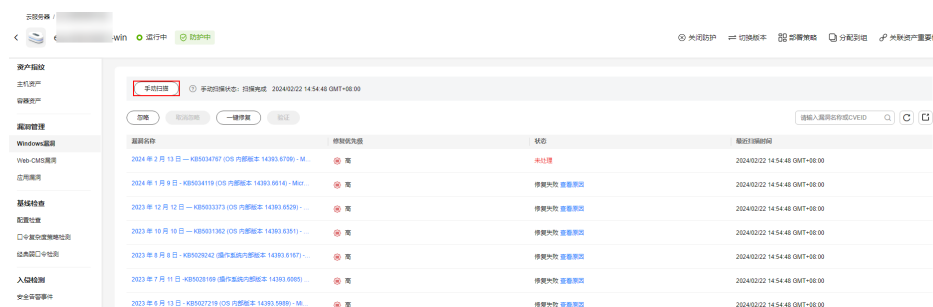 云服务器 /
-win 运行中 防护中 关闭防护 切换版本 部署策略 分配到组 关联资产重要
资产指纹
主机资产
容器资产
漏洞管理
Windows漏洞
Web-CMS漏洞
应用漏洞
基线检查
配置检查
口令复杂度策略检测
经典弱口令检测
入侵检测
安全告警事件
手动扫描 手动扫描状态：扫描完成 2024/02/22 14:54:48 GMT+08:00
忽略 取消忽略 一键修复 验证 请输入漏洞名称或CVEID
漏洞名称 修复优先级 状态 最近扫描时间
2024 年 2 月 13 日 — KB5034767 (OS 内部版本 14393.6709) - M... 高 未处理 2024/02/22 14:54:48 GMT+08:00
2024 年 1 月 9 日 - KB5034119 (OS 内部版本 14393.6614) - Micr... 高 修复失败 查看原因 2024/02/22 14:54:48 GMT+08:00
2023 年 12 月 12 日 — KB5033373 (OS 内部版本 14393.6529) - ... 高 修复失败 查看原因 2024/02/22 14:54:48 GMT+08:00
2023 年 10 月 10 日 — KB5031362 (OS 内部版本 14393.6351) - ... 高 修复失败 查看原因 2024/02/22 14:54:48 GMT+08:00
2023 年 8 月 8 日 - KB5029242 (操作系统内部版本 14393.6167) -... 高 修复失败 查看原因 2024/02/22 14:54:48 GMT+08:00
2023 年 7 月 11 日 -KB5028169 (操作系统内部版本 14393.6085) ... 高 修复失败 查看原因 2024/02/22 14:54:48 GMT+08:00
2023 年 6 月 13 日 - KB5027219 (OS 内部版本 14393.5989) - Mi... 高 修复失败 查看原因 2024/02/22 14:54:48 GMT+08:00